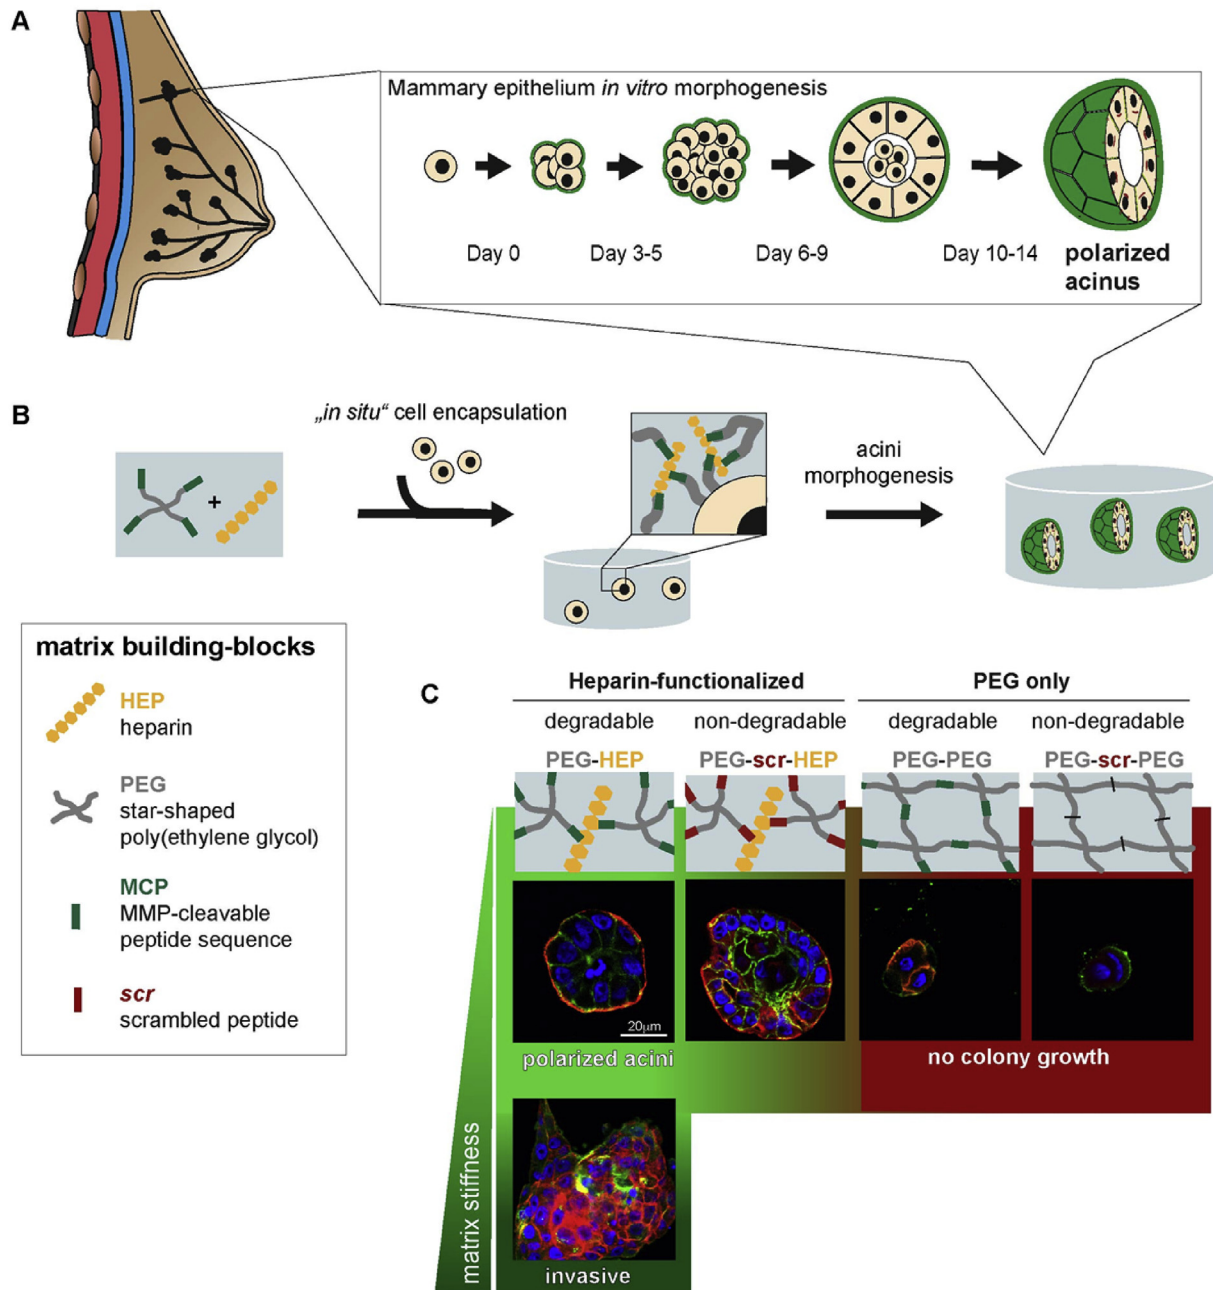 A
Mammary epithelium in vitro morphogenesis
Day 0
Day 3-5
Day 6-9
Day 10-14
polarized
acinus
B
„in situ“ cell encapsulation
+
acini
morphogenesis
matrix building-blocks
HEP
heparin
PEG
star-shaped
poly(ethylene glycol)
MCP
MMP-cleavable
peptide sequence
scr
scrambled peptide
C
Heparin-functionalized
PEG only
degradable
non-degradable
degradable
non-degradable
PEG-HEP
PEG-scr-HEP
PEG-PEG
PEG-scr-PEG
20µm
polarized acini
no colony growth
matrix stiffness
invasive